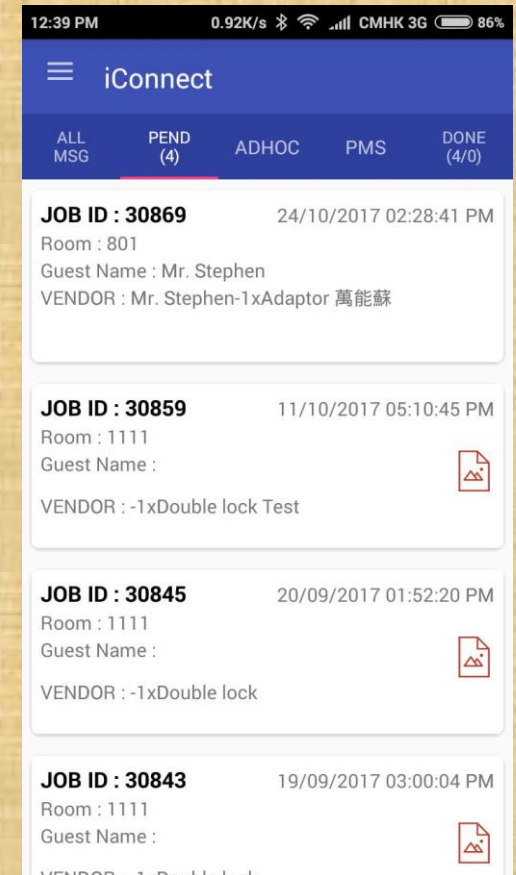 12:39 PM 0.92K/s CMHK 3G 86%
iConnect
ALL MSG
PEND (4)
ADHOC
PMS
DONE (4/0)
JOB ID : 30869 24/10/2017 02:28:41 PM
Room : 801
Guest Name : Mr. Stephen
VENDOR : Mr. Stephen-1xAdaptor 萬能蘇
JOB ID : 30859 11/10/2017 05:10:45 PM
Room : 1111
Guest Name :
VENDOR : -1xDouble lock Test
JOB ID : 30845 20/09/2017 01:52:20 PM
Room : 1111
Guest Name :
VENDOR : -1xDouble lock
JOB ID : 30843 19/09/2017 03:00:04 PM
Room : 1111
Guest Name :
VENDOR : -1xDouble lock